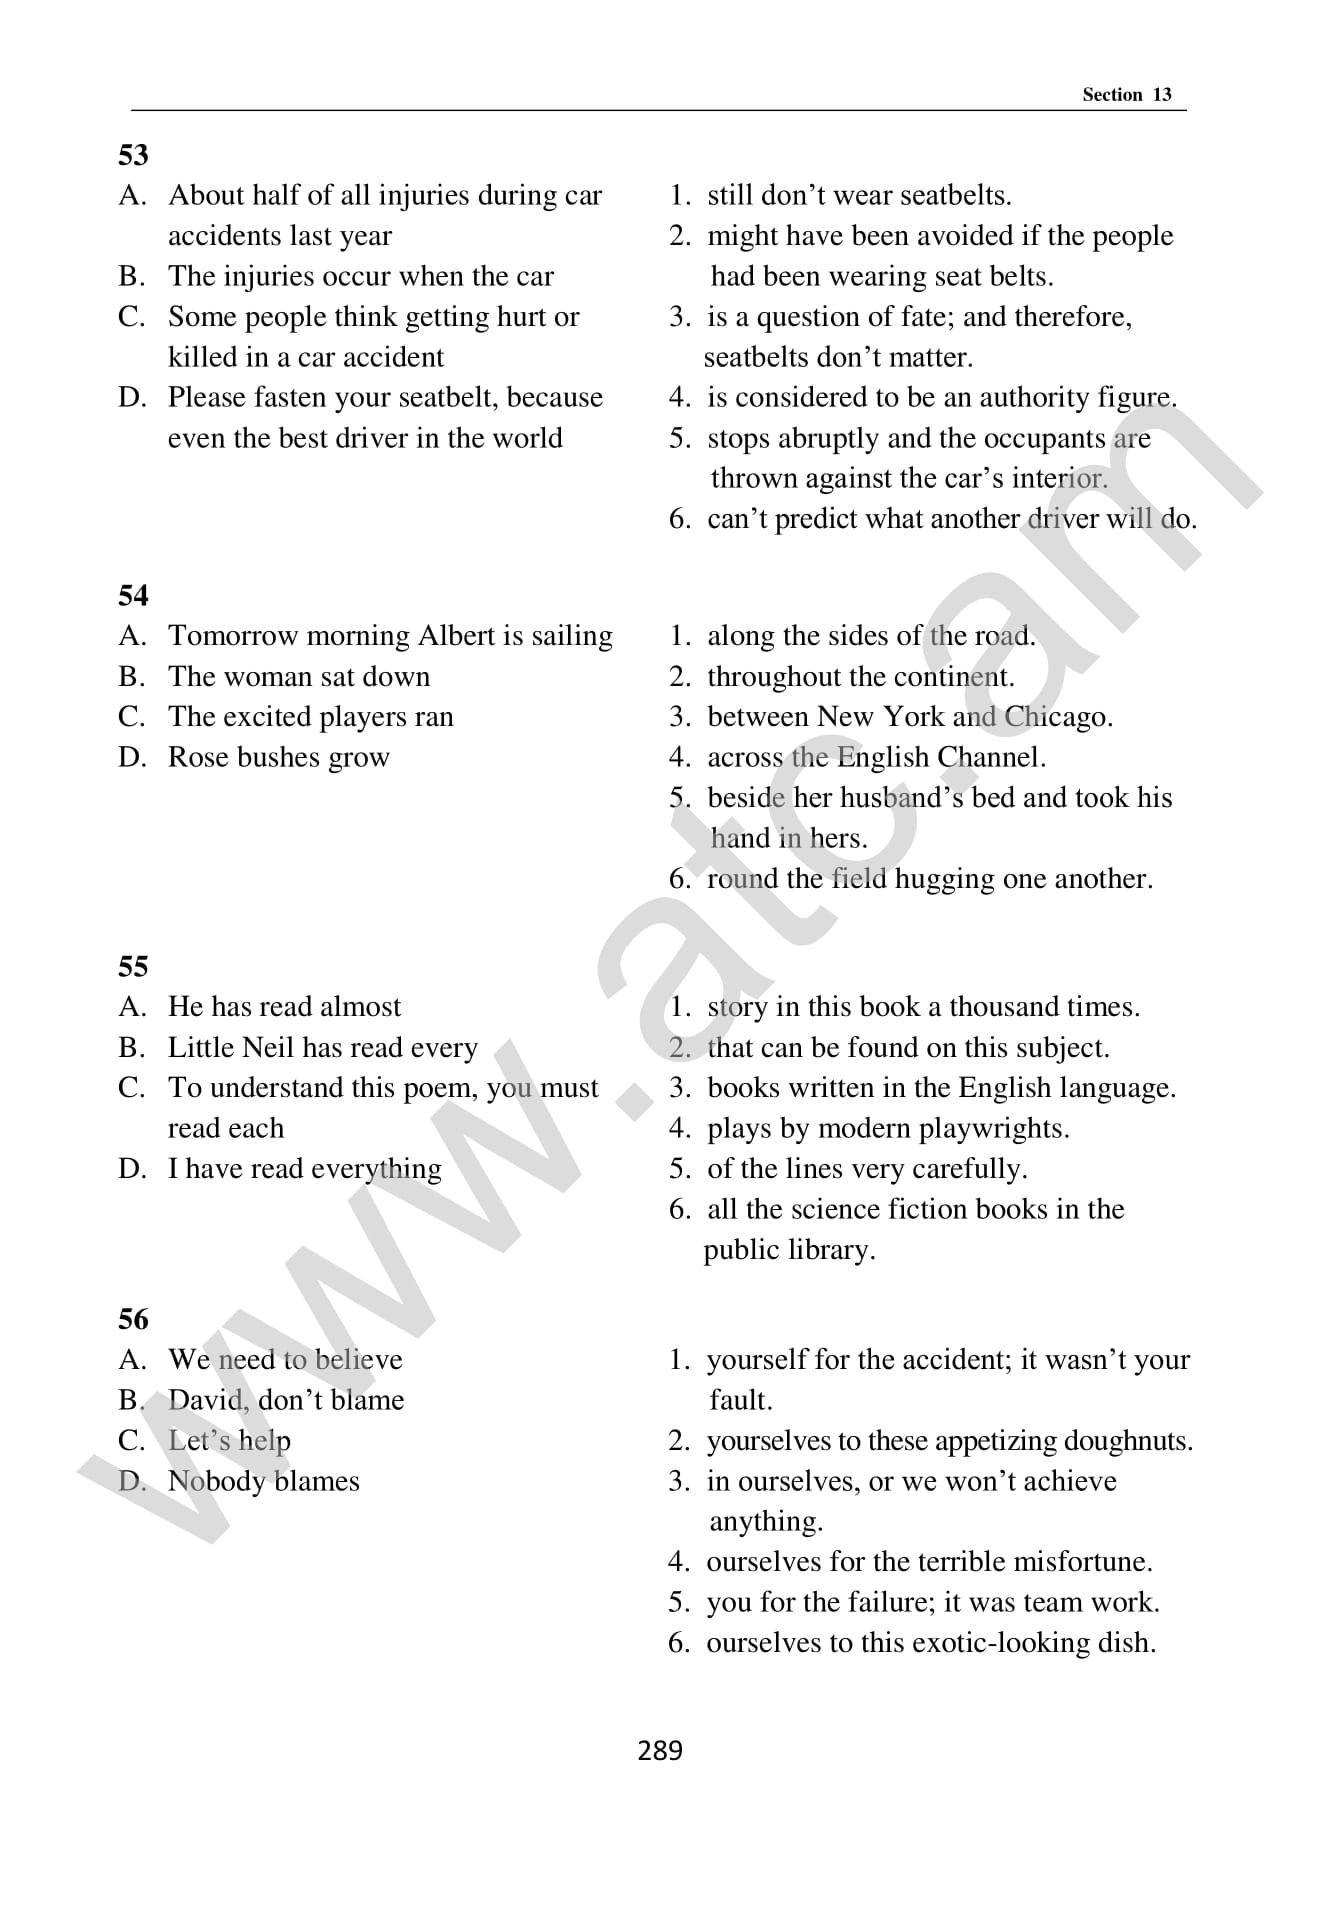 Section 13
53
A. About half of all injuries during car
accidents last year
B. The injuries occur when the car
C. Some people think getting hurt or
killed in a car accident
D. Please fasten your seatbelt, because
even the best driver in the world
1. still don’t wear seatbelts.
2. might have been avoided if the people
had been wearing seat belts.
3. is a question of fate; and therefore,
seatbelts don’t matter.
4. is considered to be an authority figure.
5. stops abruptly and the occupants are
thrown against the car’s interior.
6. can’t predict what another driver will do.
54
A. Tomorrow morning Albert is sailing
B. The woman sat down
C. The excited players ran
D. Rose bushes grow
1. along the sides of the road.
2. throughout the continent.
3. between New York and Chicago.
4. across the English Channel.
5. beside her husband’s bed and took his
hand in hers.
6. round the field hugging one another.
55
A. He has read almost
B. Little Neil has read every
C. To understand this poem, you must
read each
D. I have read everything
1. story in this book a thousand times.
2. that can be found on this subject.
3. books written in the English language.
4. plays by modern playwrights.
5. of the lines very carefully.
6. all the science fiction books in the
public library.
56
A. We need to believe
B. David, don’t blame
C. Let’s help
D. Nobody blames
1. yourself for the accident; it wasn’t your
fault.
2. yourselves to these appetizing doughnuts.
3. in ourselves, or we won’t achieve
anything.
4. ourselves for the terrible misfortune.
5. you for the failure; it was team work.
6. ourselves to this exotic-looking dish.
289
www.atc.am